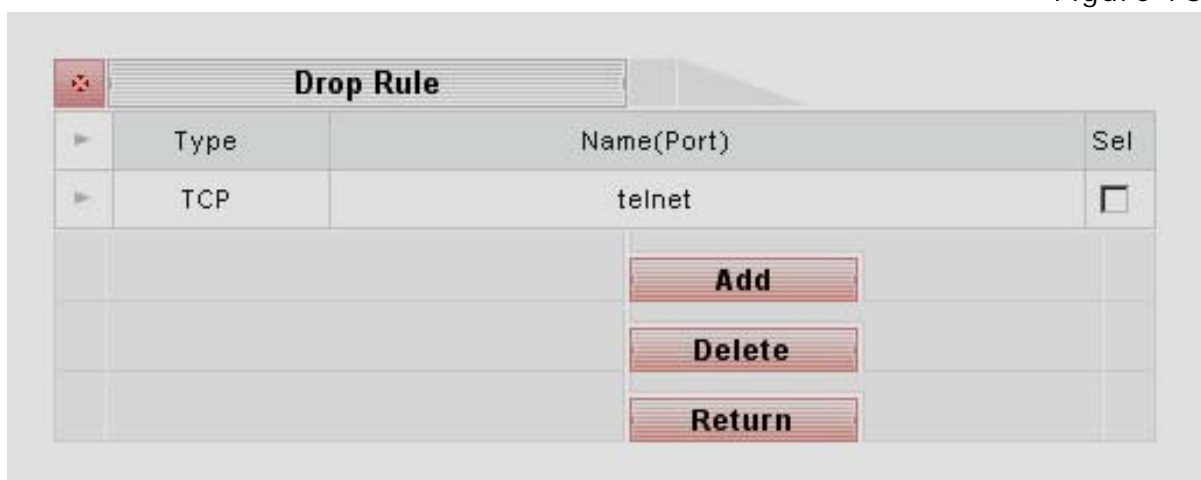 Drop Rule
Type Name(Port) Sel
TCP telnet
Add
Delete
Return